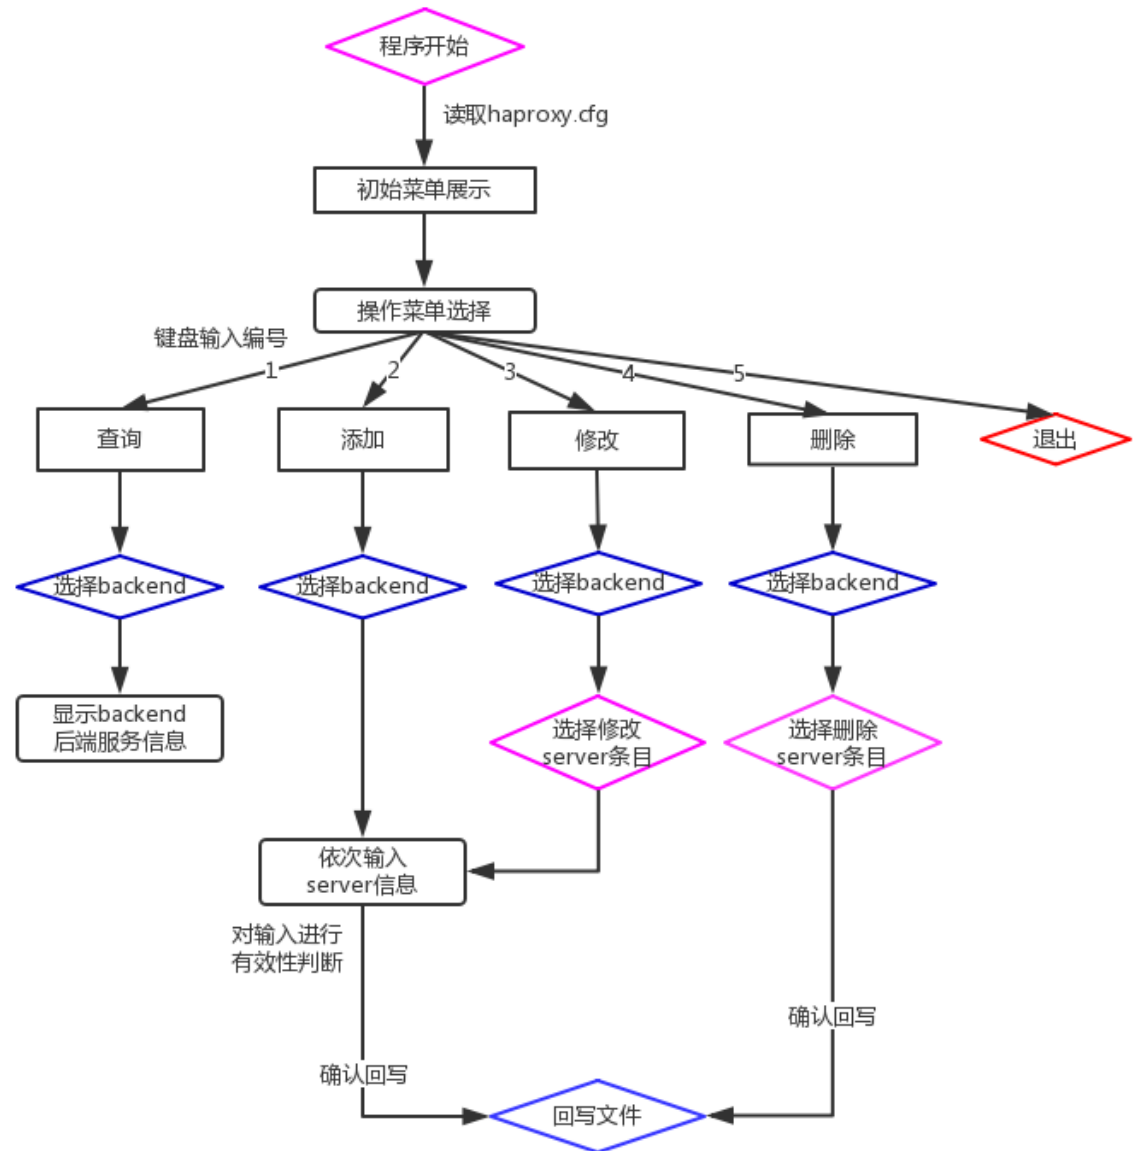 程序开始
读取haproxy.cfg
初始菜单展示
操作菜单选择
键盘输入编号
1
2
3
4
5
查询
添加
修改
删除
退出
选择backend
选择backend
选择backend
选择backend
显示backend
后端服务信息
选择修改
server条目
选择删除
server条目
依次输入
server信息
对输入进行
有效性判断
确认回写
确认回写
回写文件